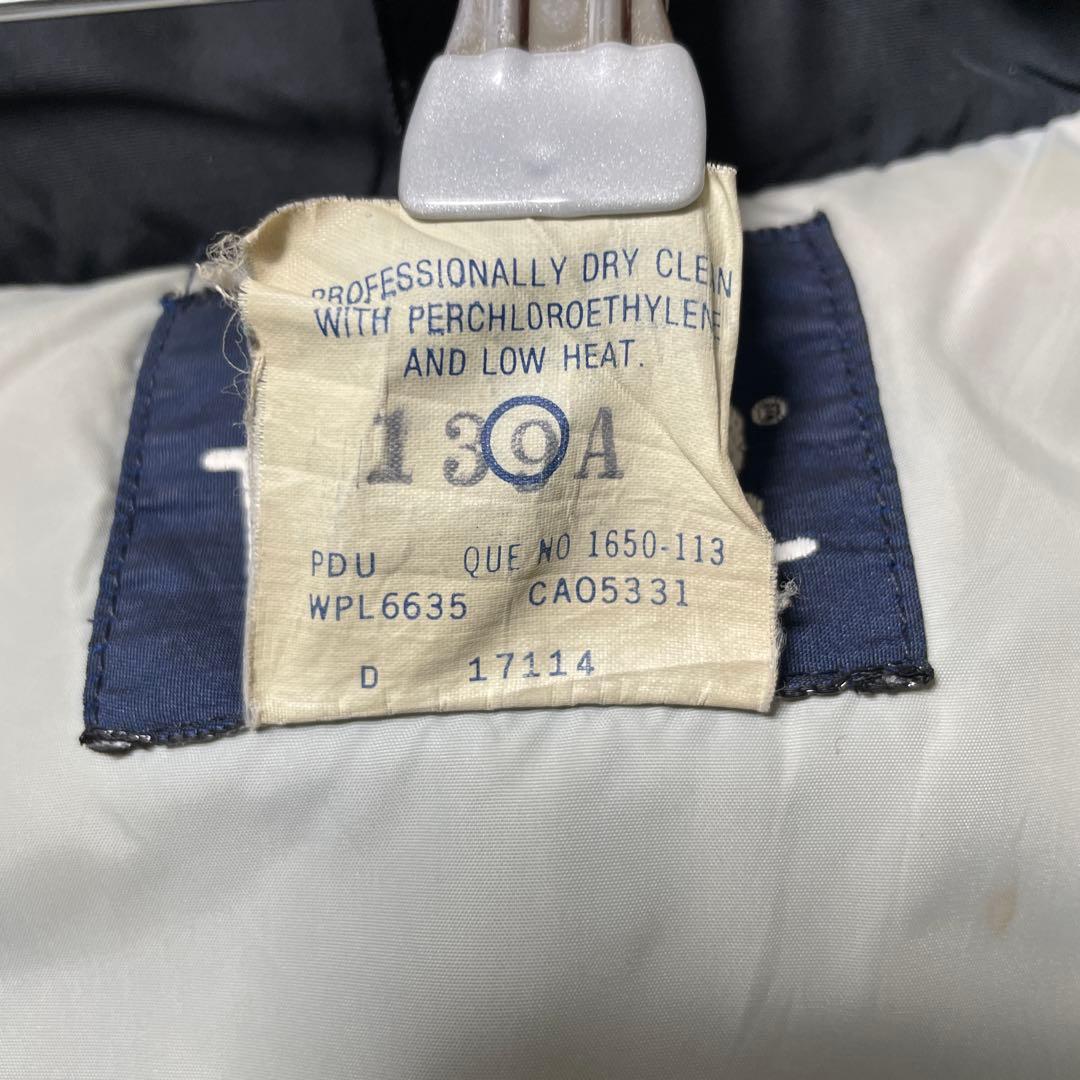 PROFESSIONALLY DRY CLEAN
WITH PERCHLOROETHYLENE
AND LOW HEAT.
139A
PDU QUE NO 1650-113
WPL6635 CA05331
D 17114
®